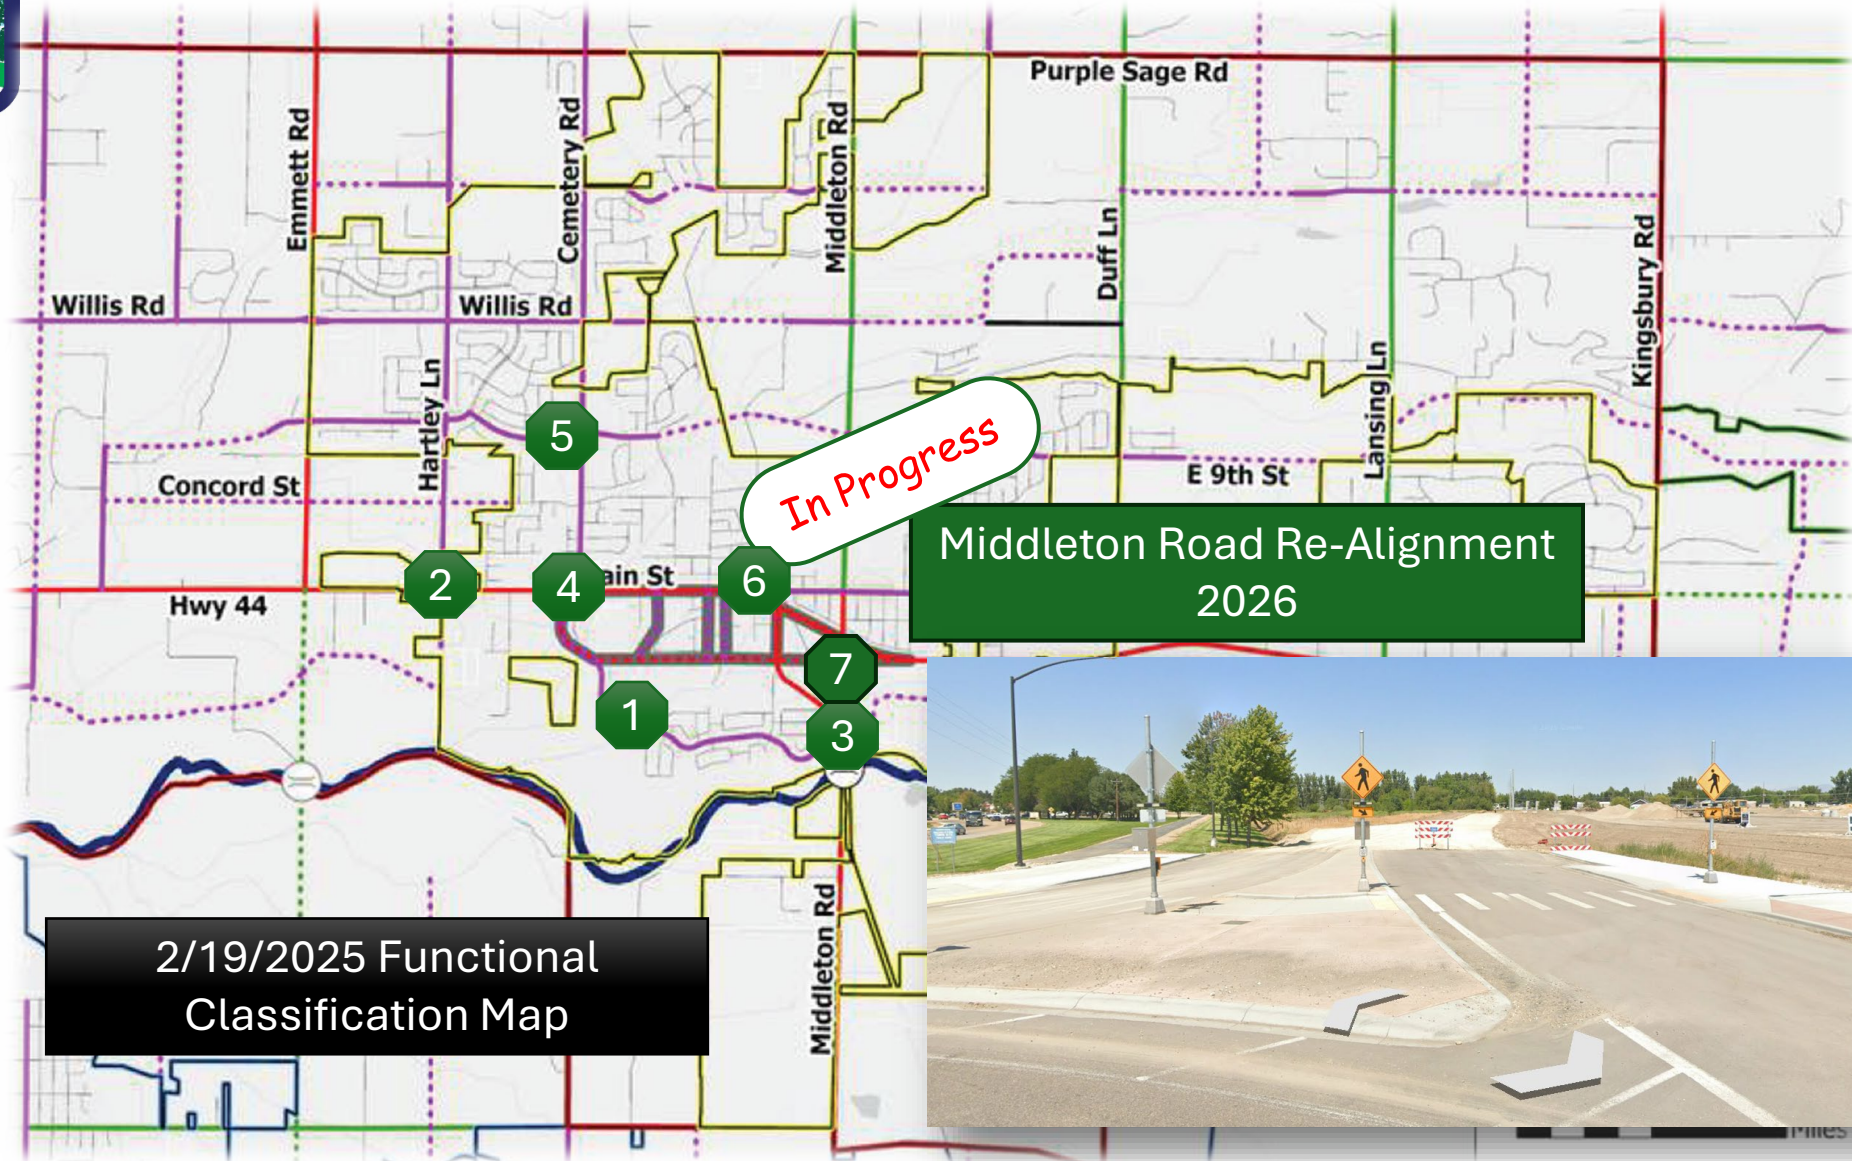 Purple Sage Rd
Emmett Rd
Cemetery Rd
Middleton Rd
Duff Ln
Kingsbury Rd
Willis Rd
Willis Rd
Hartley Ln
Lansing Ln
5
In Progress
Concord St
E 9th St
Middleton Road Re-Alignment
2026
2
4
ain St
6
Hwy 44
7
1
3
Middleton Rd
2/19/2025 Functional
Classification Map
Miles